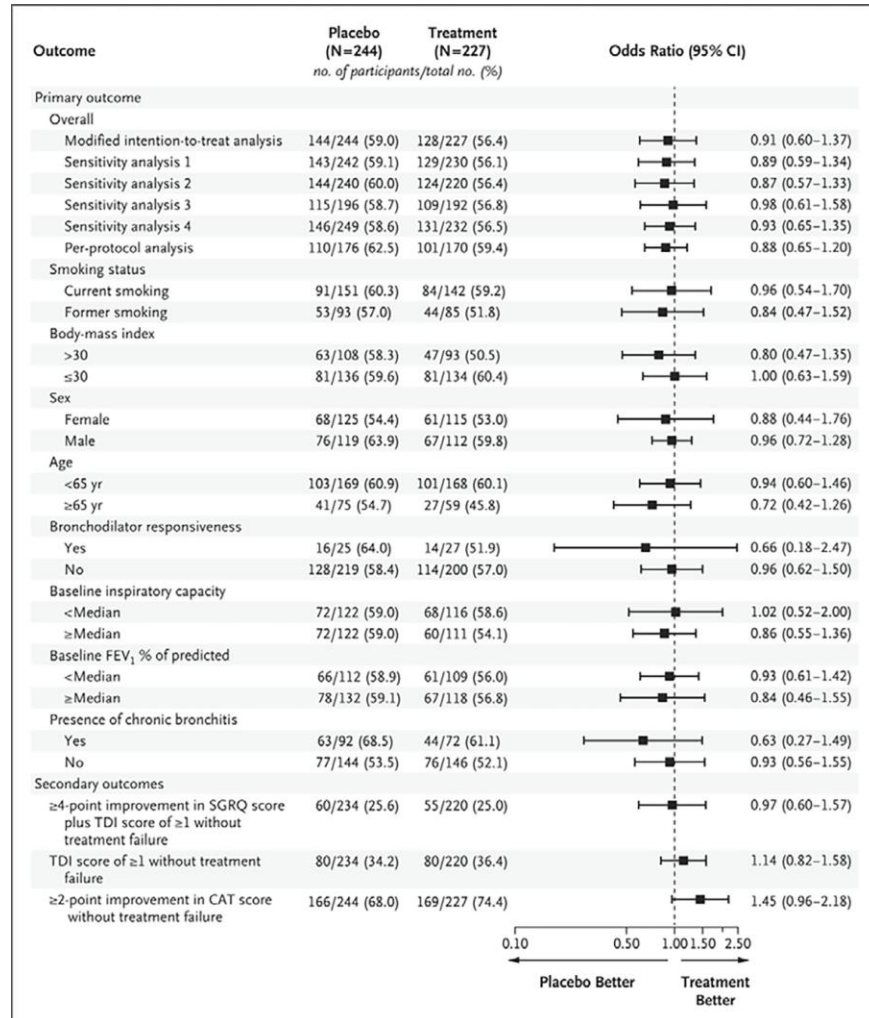 Outcome Placebo (N=244) Treatment (N=227) Odds Ratio (95% CI)
no. of participants/total no. (%)
Primary outcome
Overall
Modified intention-to-treat analysis 144/244 (59.0) 128/227 (56.4) 0.91 (0.60–1.37)
Sensitivity analysis 1 143/242 (59.1) 129/230 (56.1) 0.89 (0.59–1.34)
Sensitivity analysis 2 144/240 (60.0) 124/220 (56.4) 0.87 (0.57–1.33)
Sensitivity analysis 3 115/196 (58.7) 109/192 (56.8) 0.98 (0.61–1.58)
Sensitivity analysis 4 146/249 (58.6) 131/232 (56.5) 0.93 (0.65–1.35)
Per-protocol analysis 110/176 (62.5) 101/170 (59.4) 0.88 (0.65–1.20)
Smoking status
Current smoking 91/151 (60.3) 84/142 (59.2) 0.96 (0.54–1.70)
Former smoking 53/93 (57.0) 44/85 (51.8) 0.84 (0.47–1.52)
Body-mass index
>30 63/108 (58.3) 47/93 (50.5) 0.80 (0.47–1.35)
≤30 81/136 (59.6) 81/134 (60.4) 1.00 (0.63–1.59)
Sex
Female 68/125 (54.4) 61/115 (53.0) 0.88 (0.44–1.76)
Male 76/119 (63.9) 67/112 (59.8) 0.96 (0.72–1.28)
Age
<65 yr 103/169 (60.9) 101/168 (60.1) 0.94 (0.60–1.46)
≥65 yr 41/75 (54.7) 27/59 (45.8) 0.72 (0.42–1.26)
Bronchodilator responsiveness
Yes 16/25 (64.0) 14/27 (51.9) 0.66 (0.18–2.47)
No 128/219 (58.4) 114/200 (57.0) 0.96 (0.62–1.50)
Baseline inspiratory capacity
<Median 72/122 (59.0) 68/116 (58.6) 1.02 (0.52–2.00)
≥Median 72/122 (59.0) 60/111 (54.1) 0.86 (0.55–1.36)
Baseline FEV₁ % of predicted
<Median 66/112 (58.9) 61/109 (56.0) 0.93 (0.61–1.42)
≥Median 78/132 (59.1) 67/118 (56.8) 0.84 (0.46–1.55)
Presence of chronic bronchitis
Yes 63/92 (68.5) 44/72 (61.1) 0.63 (0.27–1.49)
No 77/144 (53.5) 76/146 (52.1) 0.93 (0.56–1.55)
Secondary outcomes
≥4-point improvement in SGRQ score 60/234 (25.6) 55/220 (25.0) 0.97 (0.60–1.57)
plus TDI score of ≥1 without
treatment failure
TDI score of ≥1 without treatment 80/234 (34.2) 80/220 (36.4) 1.14 (0.82–1.58)
failure
≥2-point improvement in CAT score 166/244 (68.0) 169/227 (74.4) 1.45 (0.96–2.18)
without treatment failure
0.10 0.50 1.00 1.50 2.50
Placebo Better Treatment
Better